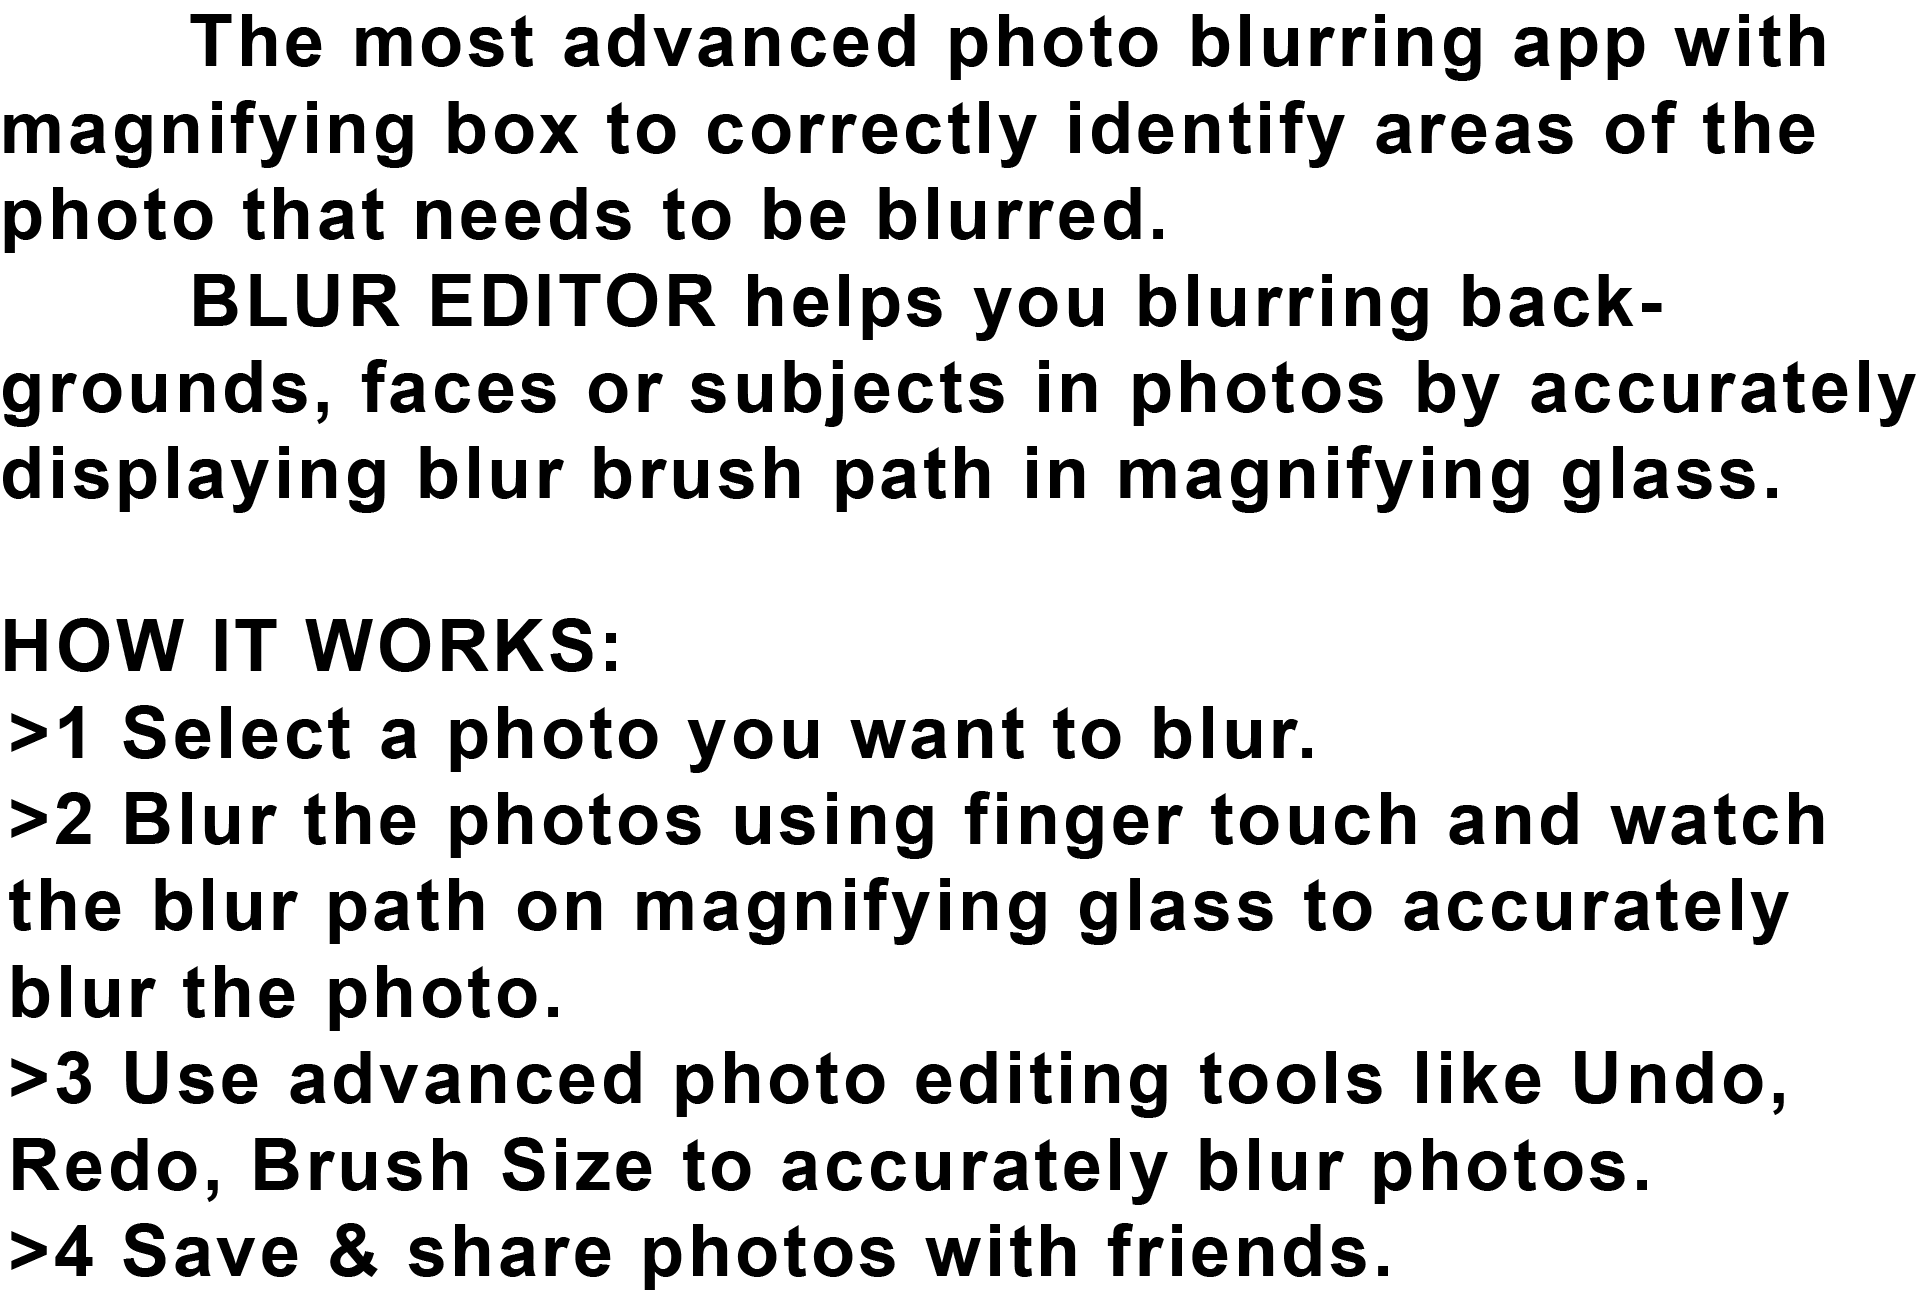 The most advanced photo blurring app with
magnifying box to correctly identify areas of the
photo that needs to be blurred.
BLUR EDITOR helps you blurring back-
grounds, faces or subjects in photos by accurately
displaying blur brush path in magnifying glass.
HOW IT WORKS:
>1 Select a photo you want to blur.
>2 Blur the photos using finger touch and watch
the blur path on magnifying glass to accurately
blur the photo.
>3 Use advanced photo editing tools like Undo,
Redo, Brush Size to accurately blur photos.
>4 Save & share photos with friends.